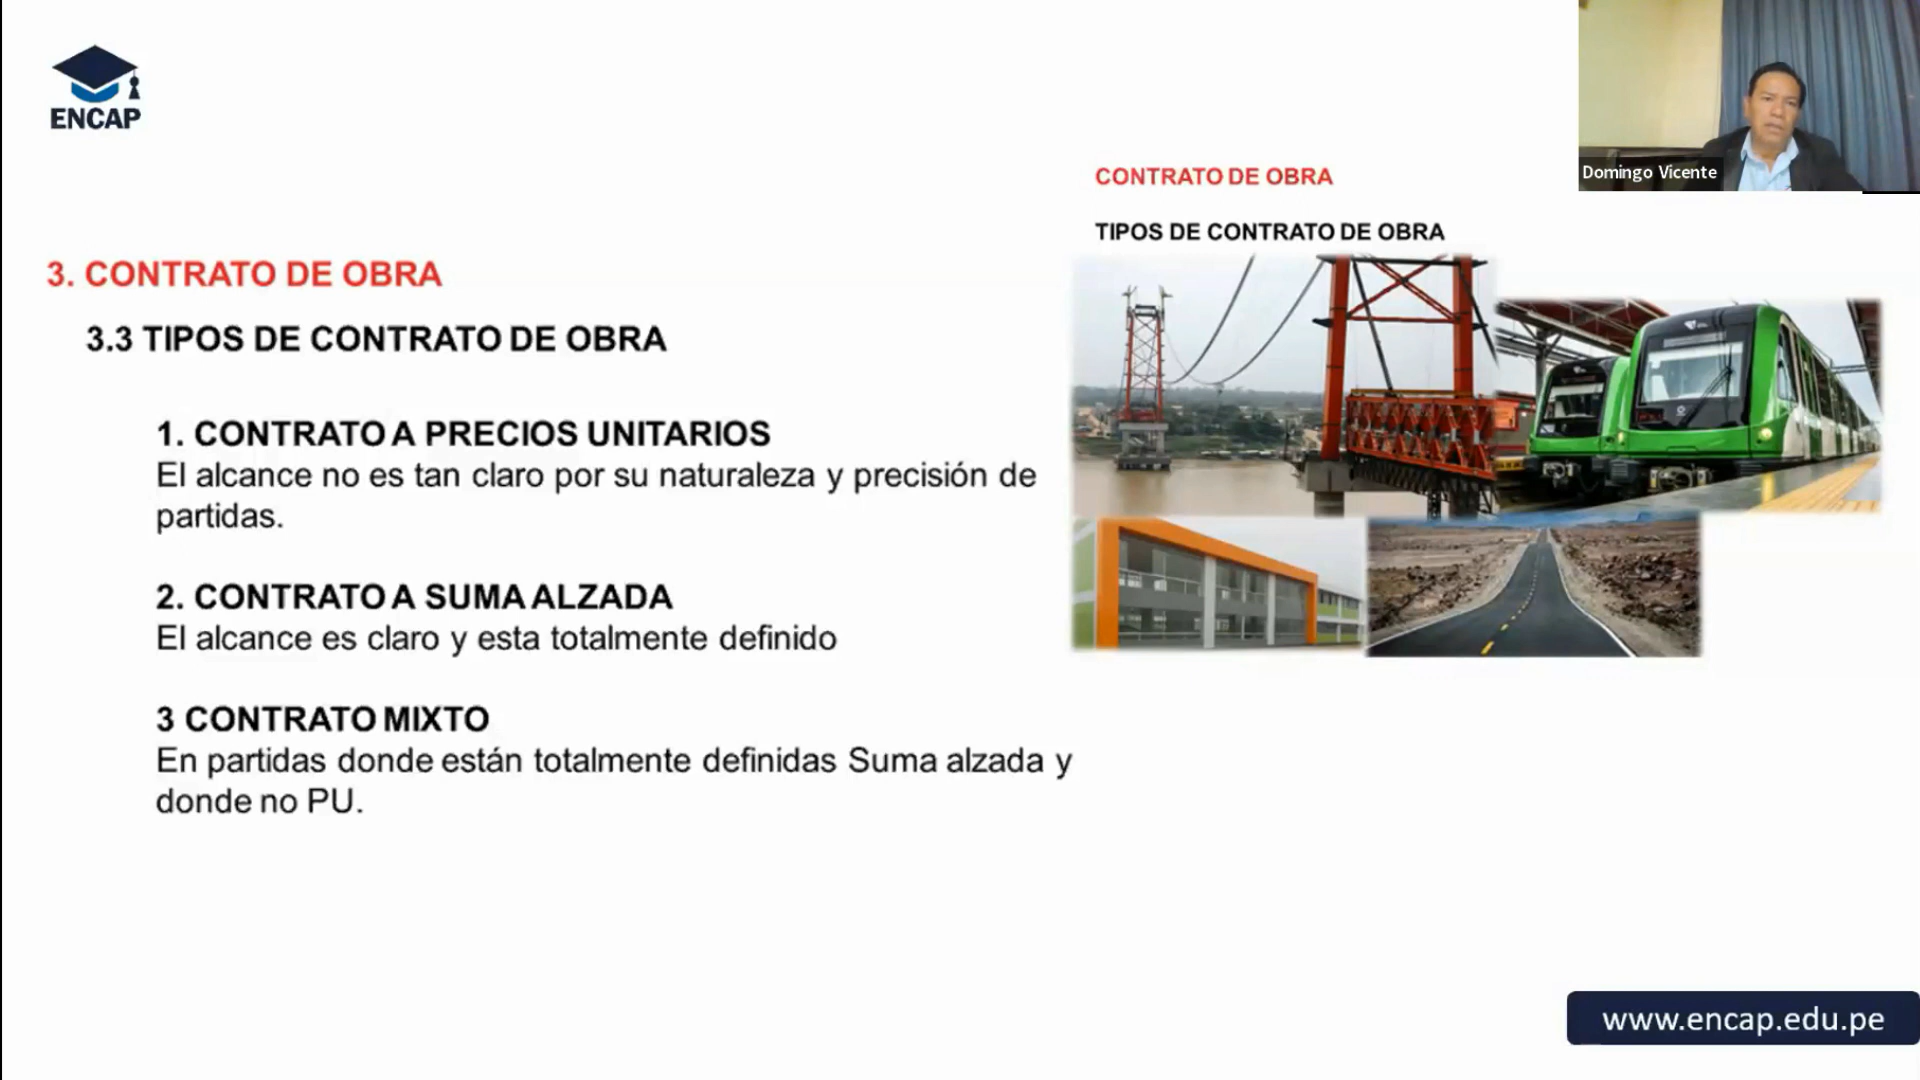 ENCAP
Domingo Vicente
CONTRATO DE OBRA
TIPOS DE CONTRATO DE OBRA
3. CONTRATO DE OBRA
3.3 TIPOS DE CONTRATO DE OBRA
1. CONTRATO A PRECIOS UNITARIOS
El alcance no es tan claro por su naturaleza y precisión de
partidas.
2. CONTRATO A SUMA ALZADA
El alcance es claro y esta totalmente definido
3 CONTRATO MIXTO
En partidas donde están totalmente definidas Suma alzada y
donde no PU.
www.encap.edu.pe